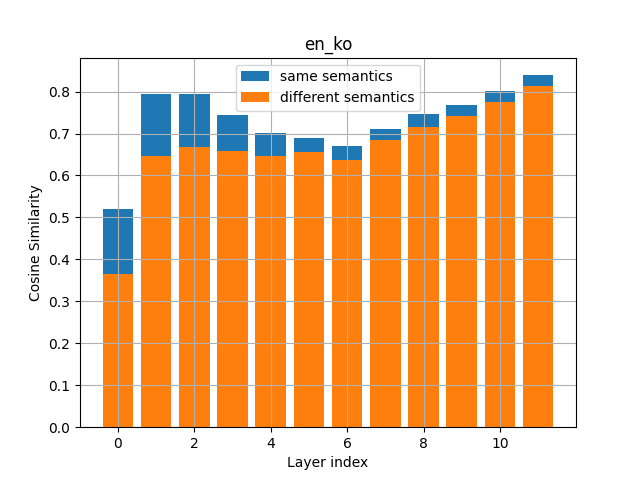 en_ko
same semantics
different semantics
Cosine Similarity
0.8
0.7
0.6
0.5
0.4
0.3
0.2
0.1
0.0
0 2 4 6 8 10
Layer index